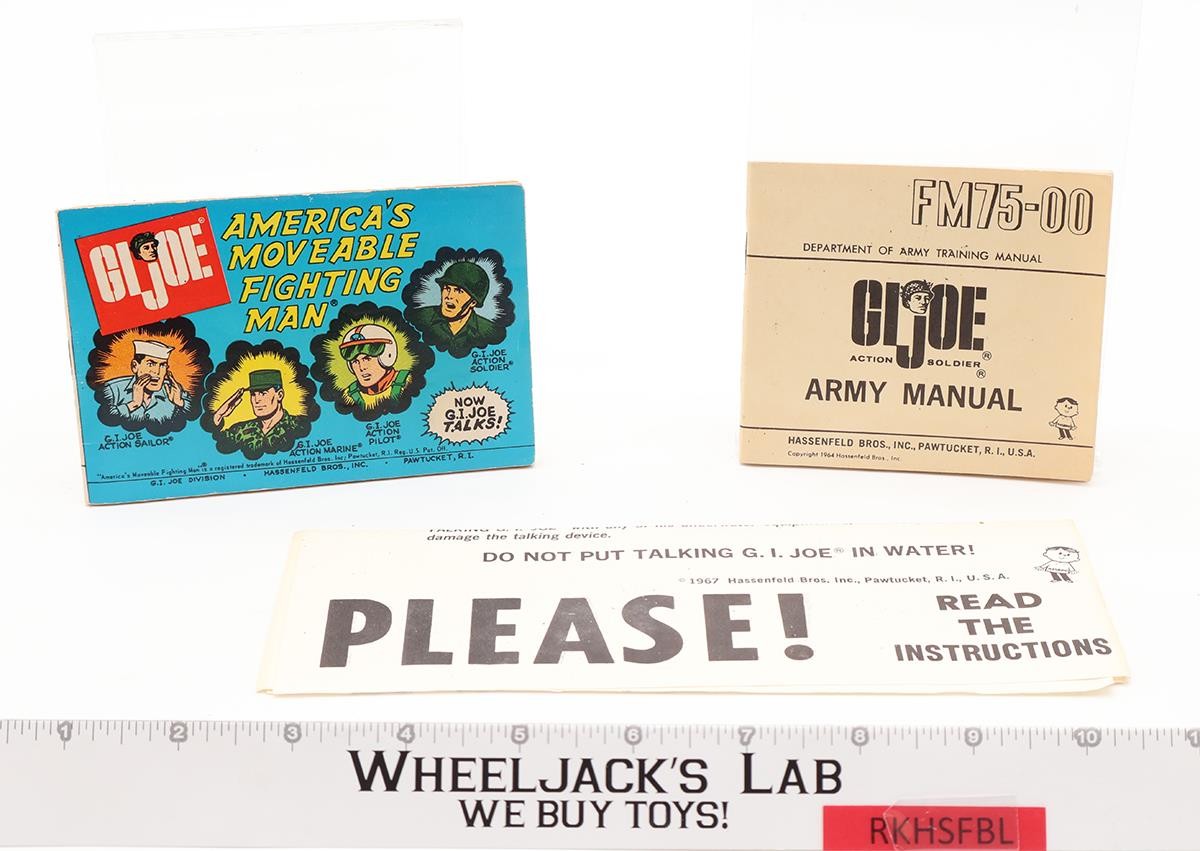 GIJOE®
AMERICA'S
MOVEABLE
FIGHTING
MAN®
G.I. JOE
ACTION SAILOR®
G.I. JOE
ACTION MARINE®
G.I. JOE
ACTION
PILOT®
G.I. JOE
ACTION
SOLDIER®
NOW
G.I. JOE
TALKS!
"America's Moveable Fighting Man"® is a registered trademark of Hassenfeld Bros., Inc; Pawtucket, R.I. Reg. U.S. Pat. Off.
G.I. JOE DIVISION • HASSENFELD BROS., INC. • PAWTUCKET, R.I.
FM75-00
DEPARTMENT OF ARMY TRAINING MANUAL
GIJOE®
ACTION SOLDIER®
ARMY MANUAL
HASSENFELD BROS., INC., PAWTUCKET, R. I., U.S.A.
Copyright 1964 Hassenfeld Bros., Inc.
damage the talking device.
DO NOT PUT TALKING G. I. JOE® IN WATER!
© 1967 Hassenfeld Bros. Inc., Pawtucket, R. I., U. S. A.
PLEASE!
READ
THE
INSTRUCTIONS
1 2 3 4 5 6 7 8 9 10
WHEELJACK'S LAB
WE BUY TOYS!
RKHSFBL